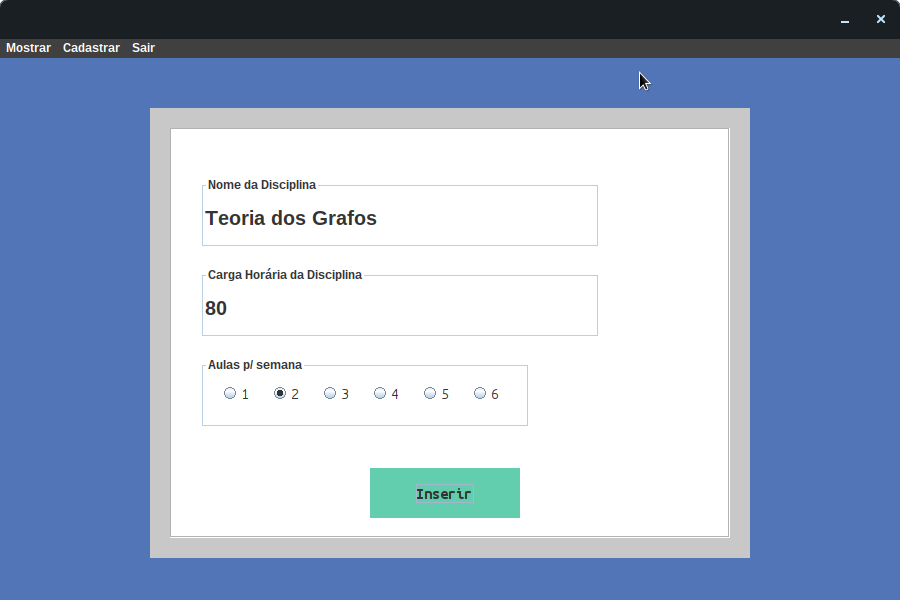 Mostrar Cadastrar Sair
Nome da Disciplina
Teoria dos Grafos
Carga Horária da Disciplina
80
Aulas p/ semana
1 2 3 4 5 6
Inserir